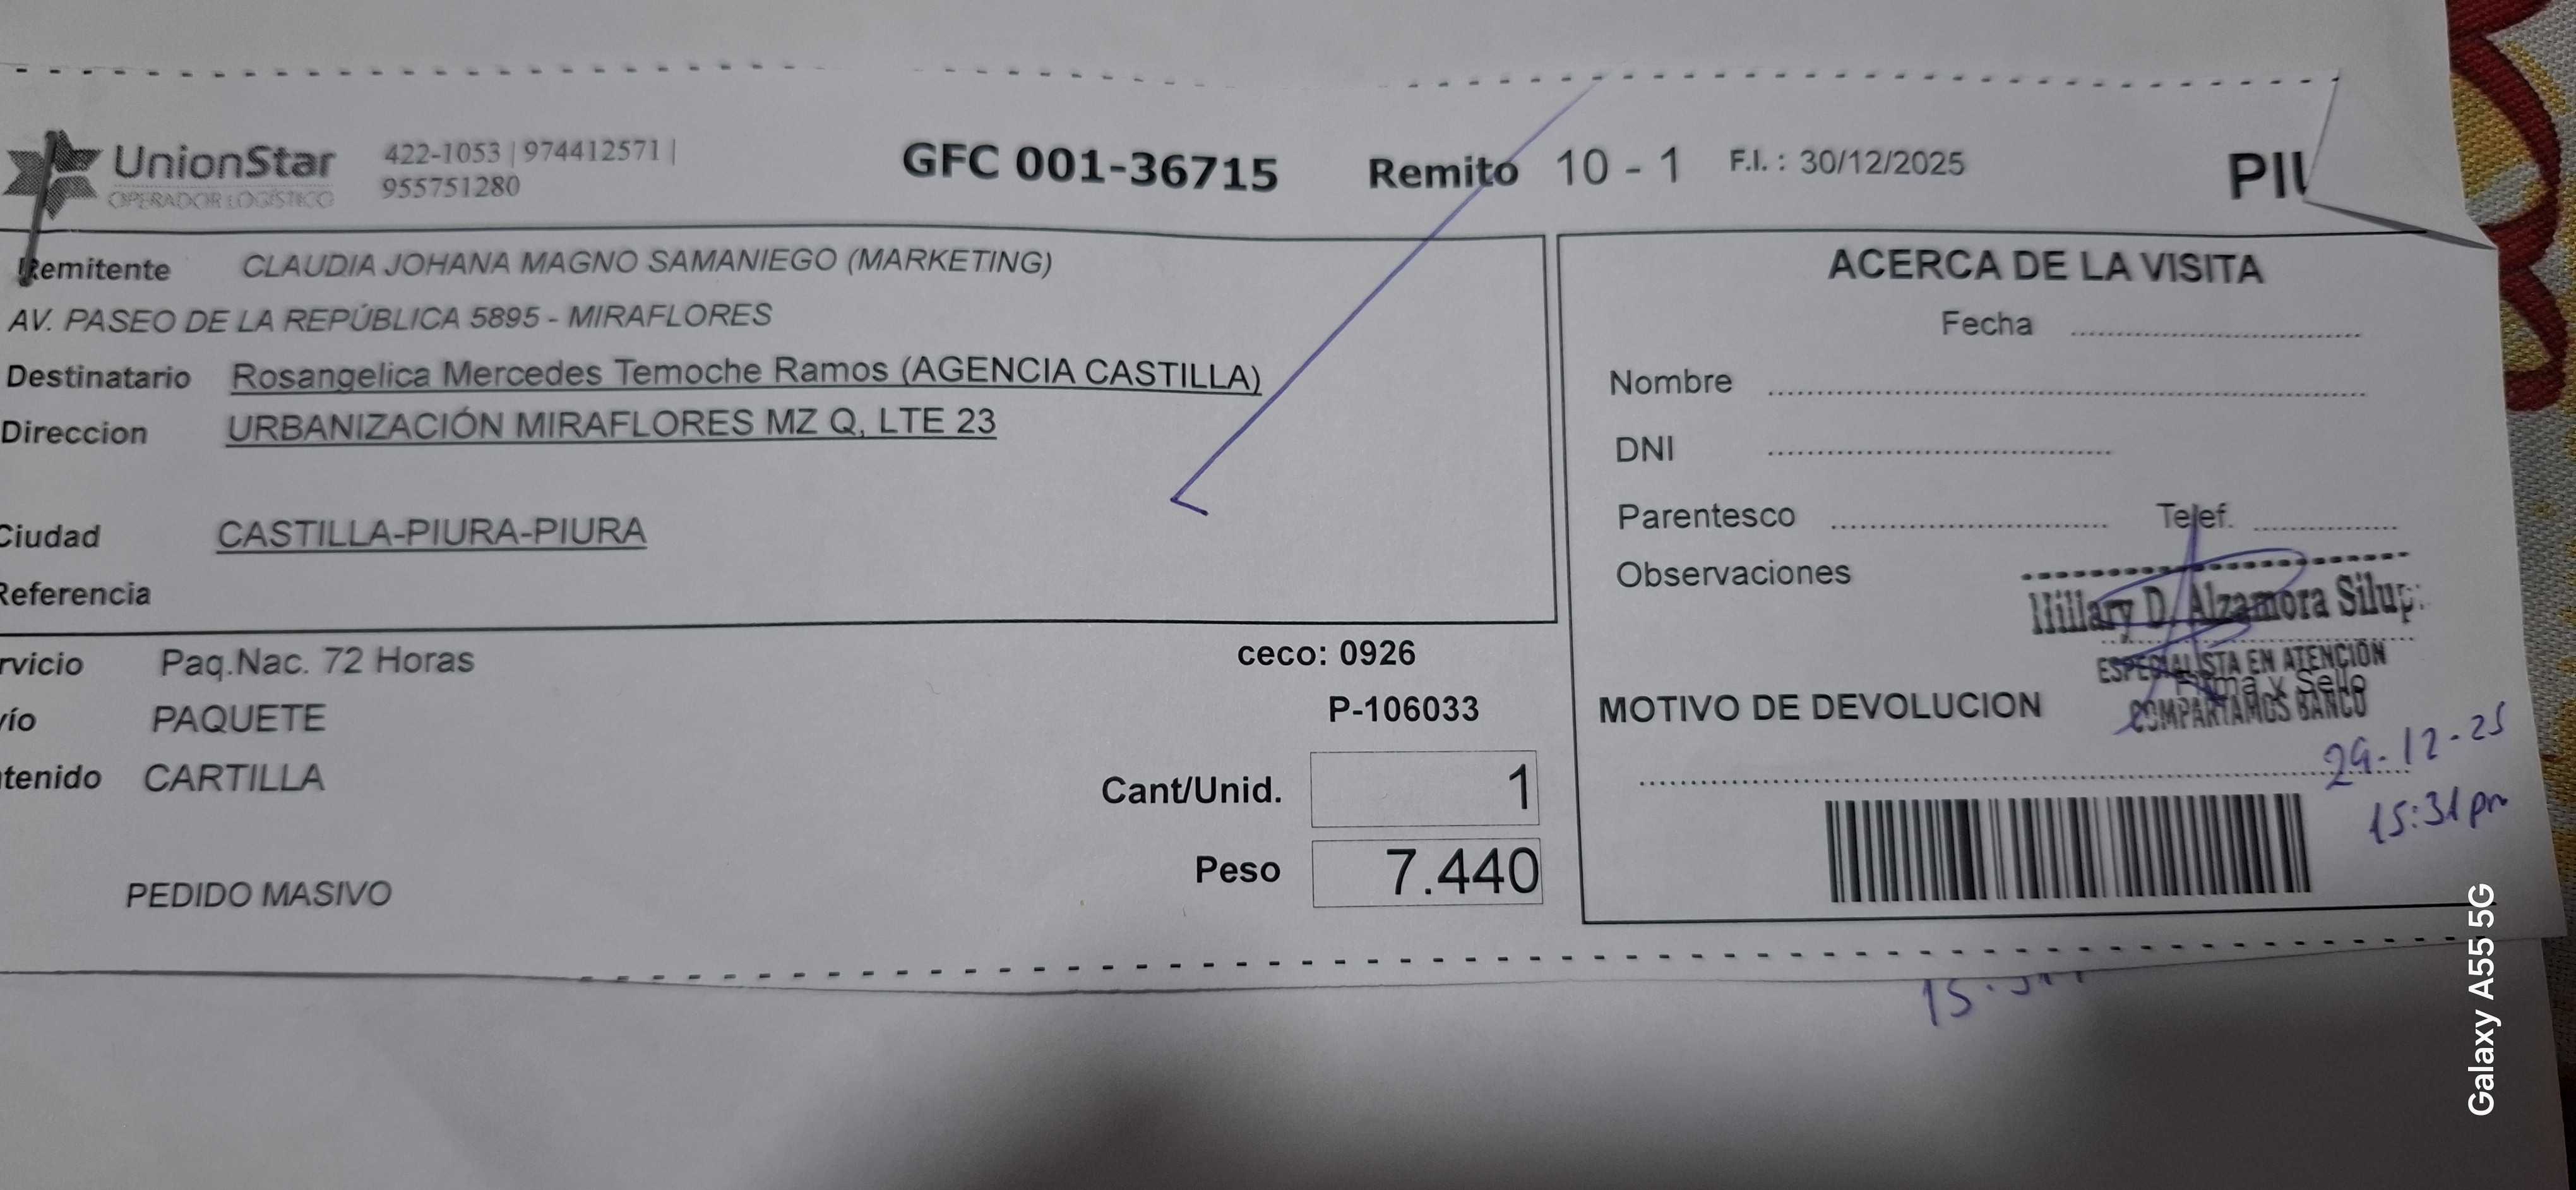 UnionStar
OPERADOR LOGÍSTICO
422-1053 | 974412571 |
955751280
GFC 001-36715
Remito 10 - 1
F.I. : 30/12/2025
Remitente CLAUDIA JOHANA MAGNO SAMANIEGO (MARKETING)
AV. PASEO DE LA REPÚBLICA 5895 - MIRAFLORES
Destinatario Rosangelica Mercedes Temoche Ramos (AGENCIA CASTILLA)
Direccion URBANIZACIÓN MIRAFLORES MZ Q, LTE 23
Ciudad CASTILLA-PIURA-PIURA
Referencia
rvicio Paq.Nac. 72 Horas
ceco: 0926
vío PAQUETE
P-106033
tenido CARTILLA
Cant/Unid. 1
Peso 7.440
PEDIDO MASIVO
ACERCA DE LA VISITA
Fecha
Nombre
DNI
Parentesco Telef.
Observaciones
Hillary D. Alzamora
ESPECIALISTA EN ATENCIÓN
Firma y Sello
COMPARTAMOS BANCO
MOTIVO DE DEVOLUCION
29-12-25
15:31 pm
Galaxy A55 5G